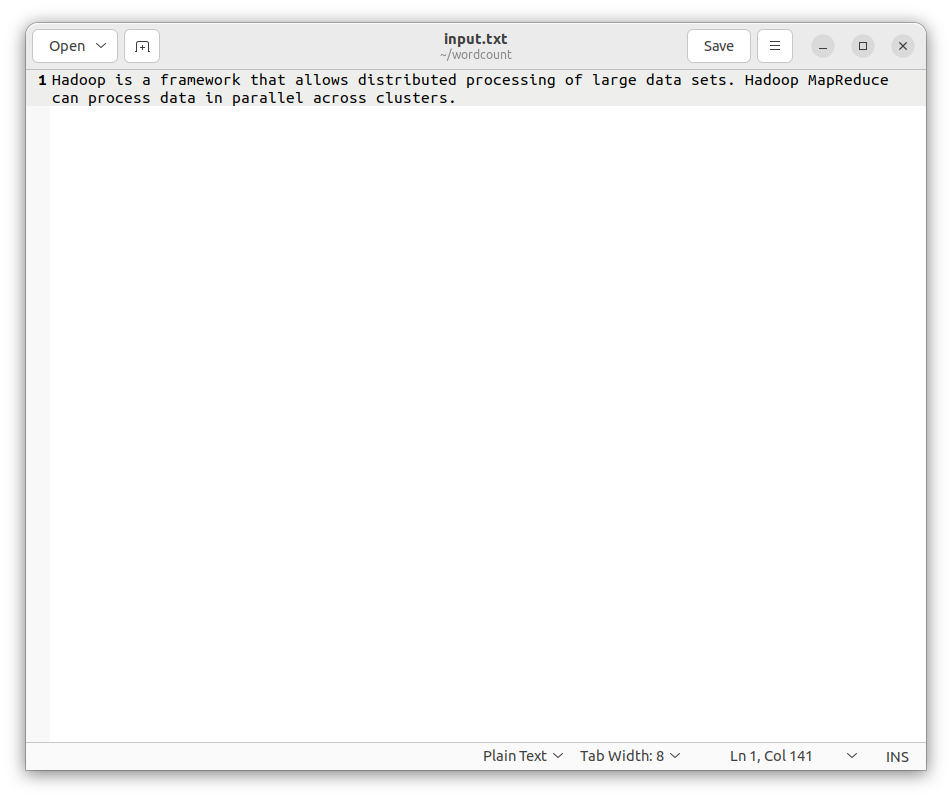 Open
input.txt
~/wordcount
Save
1 Hadoop is a framework that allows distributed processing of large data sets. Hadoop MapReduce
can process data in parallel across clusters.
Plain Text Tab Width: 8 Ln 1, Col 141 INS